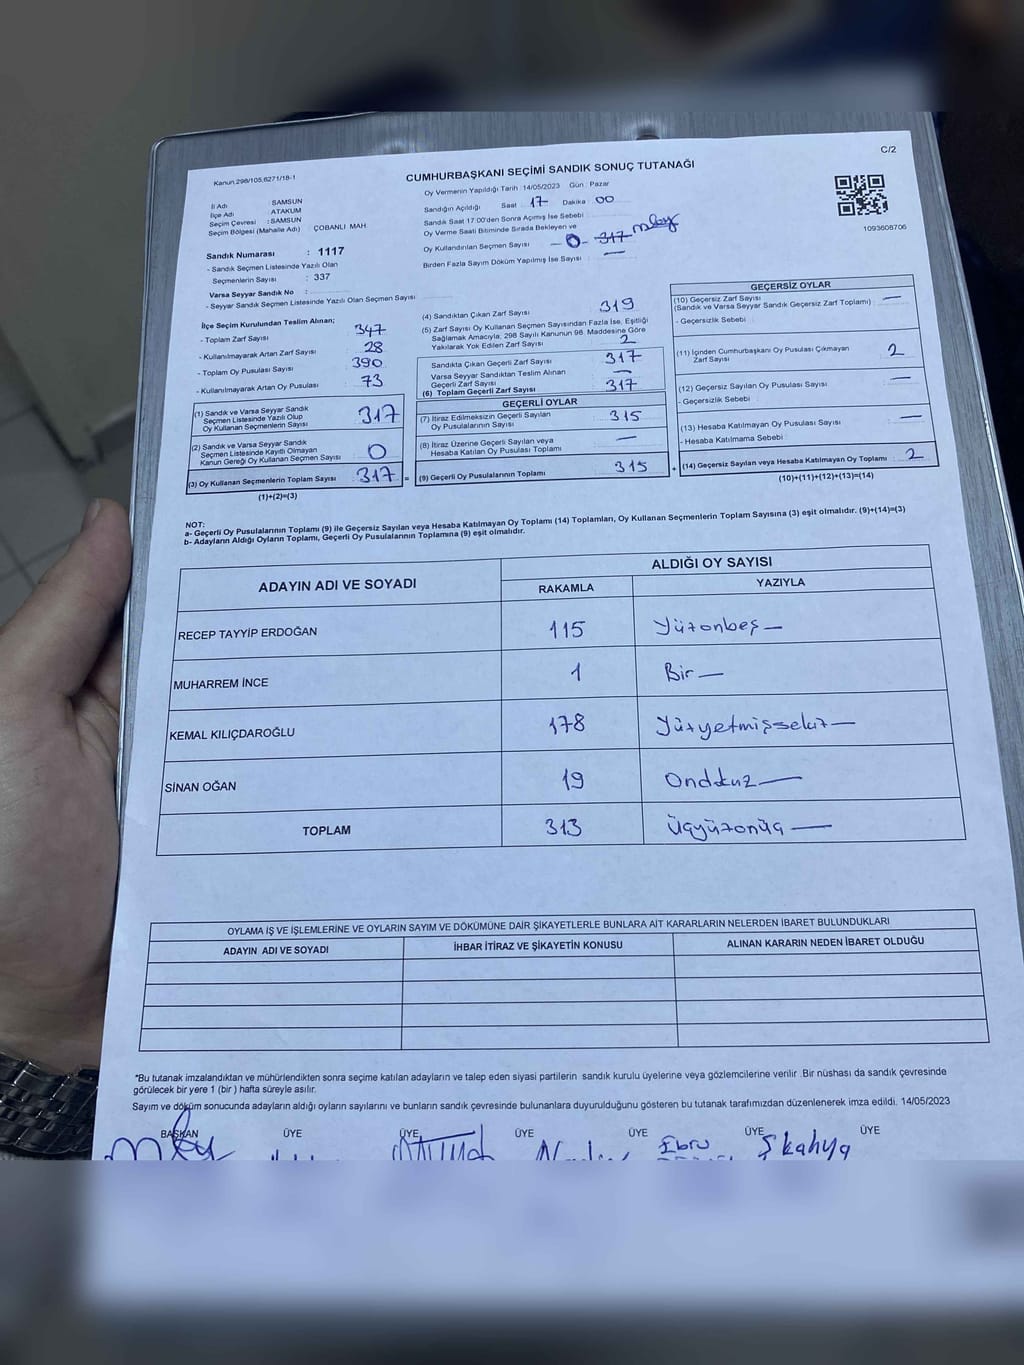 C/2
Kanun.298/105.6271/18-1
CUMHURBAŞKANI SEÇİMİ SANDIK SONUÇ TUTANAĞI
Oy Vermenin Yapıldığı Tarih :14/05/2023 Gün : Pazar
İl Adı : SAMSUN
İlçe Adı : ATAKUM
Seçim Çevresi : SAMSUN
Seçim Bölgesi (Mahalle Adı) ÇOBANLI MAH
Sandığın Açıldığı Saat 17 Dakika 00
Sandık Saat 17:00'den Sonra Açımış İse Sebebi
Oy Verme Saati Bitiminde Sırada Bekleyen ve
Oy Kullandırılan Seçmen Sayısı -0- 317
Birden Fazla Sayım Döküm Yapılmış İse Sayısı : —
1093608706
Sandık Numarası : 1117
- Sandık Seçmen Listesinde Yazılı Olan
Seçmenlerin Sayısı : 337
Varsa Seyyar Sandık No :
- Seyyar Sandık Seçmen Listesinde Yazılı Olan Seçmen Sayısı
İlçe Seçim Kurulundan Teslim Alınan;
- Toplam Zarf Sayısı 347
- Kullanılmayarak Artan Zarf Sayısı 28
- Toplam Oy Pusulası Sayısı 390
- Kullanılmayarak Artan Oy Pusulası 73
(1) Sandık ve Varsa Seyyar Sandık
Seçmen Listesinde Yazılı Olup
Oy Kullanan Seçmenlerin Sayısı 317
(2) Sandık ve Varsa Seyyar Sandık
Seçmen Listesinde Kayıtlı Olmayan
Kanun Gereği Oy Kullanan Seçmen Sayısı 0
(3) Oy Kullanan Seçmenlerin Toplam Sayısı 317 =
(1)+(2)=(3)
(4) Sandıktan Çıkan Zarf Sayısı 319
(5) Zarf Sayısı Oy Kullanan Seçmen Sayısından Fazla İse, Eşitliği
Sağlamak Amacıyla, 298 Sayılı Kanunun 98. Maddesine Göre
Yakılarak Yok Edilen Zarf Sayısı 2
Sandıkta Çıkan Geçerli Zarf Sayısı 317
Varsa Seyyar Sandıktan Teslim Alınan
Geçerli Zarf Sayısı —
(6) Toplam Geçerli Zarf Sayısı 317
GEÇERLİ OYLAR
(7) İtiraz Edilmeksizin Geçerli Sayılan
Oy Pusulalarının Sayısı 315
(8) İtiraz Üzerine Geçerli Sayılan veya
Hesaba Katılan Oy Pusulası Toplamı —
(9) Geçerli Oy Pusulalarının Toplamı 315 +
GEÇERSİZ OYLAR
(10) Geçersiz Zarf Sayısı
(Sandık ve Varsa Seyyar Sandık Geçersiz Zarf Toplamı) : —
- Geçersizlik Sebebi :
(11) İçinden Cumhurbaşkanı Oy Pusulası Çıkmayan
Zarf Sayısı 2
(12) Geçersiz Sayılan Oy Pusulası Sayısı : —
- Geçersizlik Sebebi :
(13) Hesaba Katılmayan Oy Pusulası Sayısı : —
- Hesaba Katılmama Sebebi
(14) Geçersiz Sayılan veya Hesaba Katılmayan Oy Toplamı 2
(10)+(11)+(12)+(13)=(14)
NOT:
a- Geçerli Oy Pusulalarının Toplamı (9) ile Geçersiz Sayılan veya Hesaba Katılmayan Oy Toplamı (14) Toplamları, Oy Kullanan Seçmenlerin Toplam Sayısına (3) eşit olmalıdır. (9)+(14)=(3)
b- Adayların Aldığı Oyların Toplamı, Geçerli Oy Pusulalarının Toplamına (9) eşit olmalıdır.
ADAYIN ADI VE SOYADI
ALDIĞI OY SAYISI
RAKAMLA YAZIYLA
RECEP TAYYİP ERDOĞAN 115 Yüzonbeş —
MUHARREM İNCE 1 Bir —
KEMAL KILIÇDAROĞLU 178 Yüzyetmişsekiz —
SİNAN OĞAN 19 Ondokuz —
TOPLAM 313 Üçyüzonüç —
OYLAMA İŞ VE İŞLEMLERİNE VE OYLARIN SAYIM VE DÖKÜMÜNE DAİR ŞİKAYETLERLE BUNLARA AİT KARARLARIN NELERDEN İBARET BULUNDUKLARI
ADAYIN ADI VE SOYADI İHBAR İTİRAZ VE ŞİKAYETİN KONUSU ALINAN KARARIN NEDEN İBARET OLDUĞU
*Bu tutanak imzalandıktan ve mühürlendikten sonra seçime katılan adayların ve talep eden siyasi partilerin sandık kurulu üyelerine veya gözlemcilerine verilir .Bir nüshası da sandık çevresinde
görülecek bir yere 1 (bir ) hafta süreyle asılır.
Sayım ve döküm sonucunda adayların aldığı oyların sayılarını ve bunların sandık çevresinde bulunanlara duyurulduğunu gösteren bu tutanak tarafımızdan düzenlenerek imza edildi. 14/05/2023
BAŞKAN ÜYE ÜYE ÜYE ÜYE ÜYE ÜYE
Ebru Şkahya